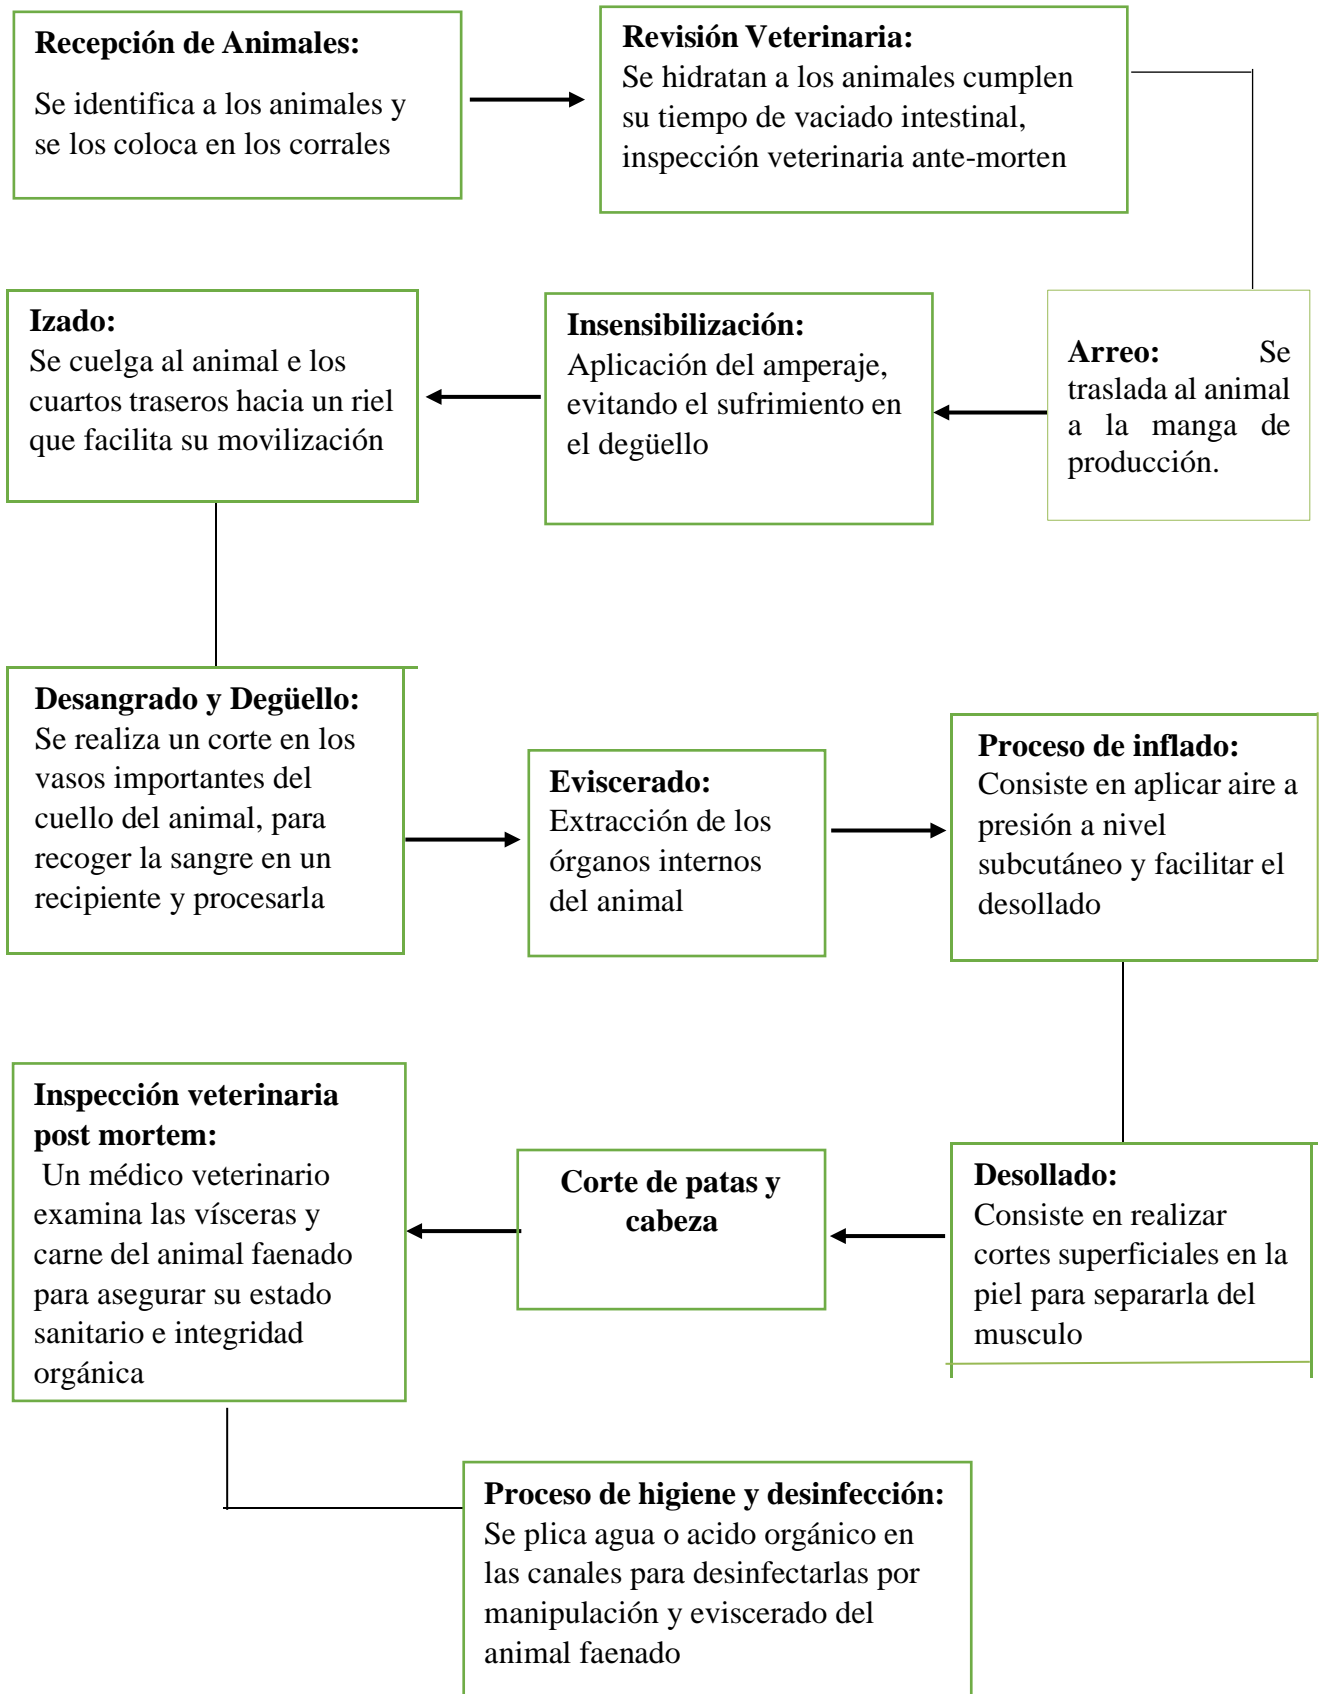 Recepción de Animales:
Se identifica a los animales y
se los coloca en los corrales
Revisión Veterinaria:
Se hidratan a los animales cumplen
su tiempo de vaciado intestinal,
inspección veterinaria ante-morten
Arreo: Se
traslada al animal
a la manga de
producción.
Insensibilización:
Aplicación del amperaje,
evitando el sufrimiento en
el degüello
Izado:
Se cuelga al animal e los
cuartos traseros hacia un riel
que facilita su movilización
Desangrado y Degüello:
Se realiza un corte en los
vasos importantes del
cuello del animal, para
recoger la sangre en un
recipiente y procesarla
Eviscerado:
Extracción de los
órganos internos
del animal
Proceso de inflado:
Consiste en aplicar aire a
presión a nivel
subcutáneo y facilitar el
desollado
Desollado:
Consiste en realizar
cortes superficiales en la
piel para separarla del
musculo
Corte de patas y
cabeza
Inspección veterinaria
post mortem:
Un médico veterinario
examina las vísceras y
carne del animal faenado
para asegurar su estado
sanitario e integridad
orgánica
Proceso de higiene y desinfección:
Se plica agua o acido orgánico en
las canales para desinfectarlas por
manipulación y eviscerado del
animal faenado